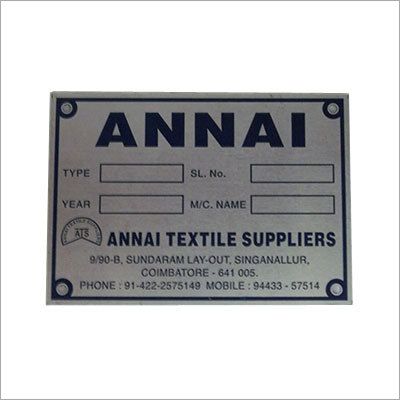 ANNAI
TYPE SL. No.
YEAR M/C. NAME
ATS
ANNAI TEXTILE SUPPLIERS
9/90-B, SUNDARAM LAY-OUT, SINGANALLUR,
COIMBATORE - 641 005.
PHONE : 91-422-2575149 MOBILE : 94433 - 57514